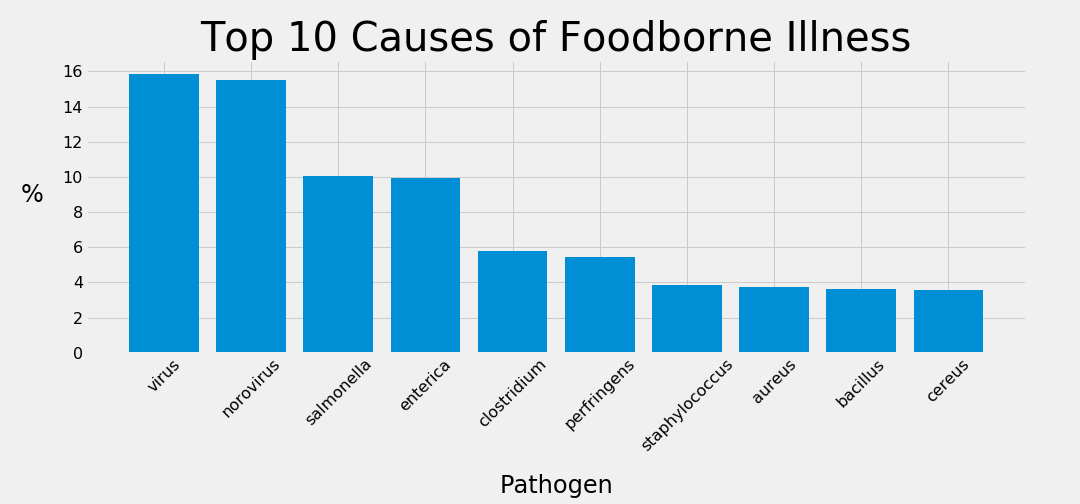 Top 10 Causes of Foodborne Illness
16
14
12
10
8
6
4
2
0
%
virus
norovirus
salmonella
enterica
clostridium
perfringens
staphylococcus
aureus
bacillus
cereus
Pathogen